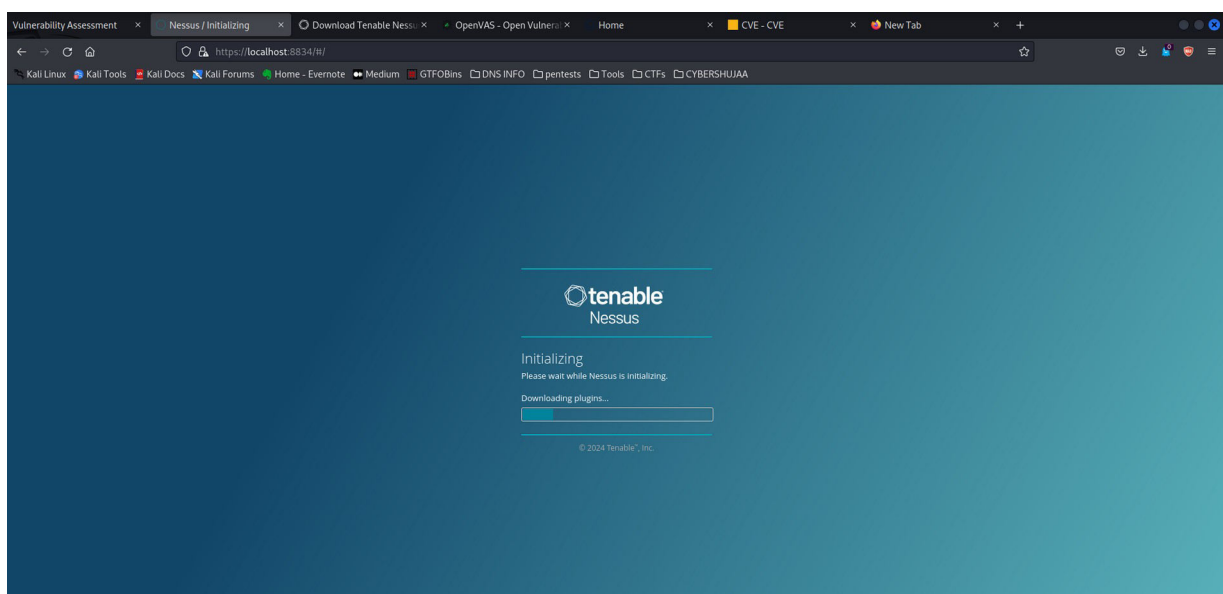 Vulnerability Assessment Nessus / Initializing Download Tenable Nessu OpenVAS - Open Vulnera Home CVE - CVE New Tab
https://localhost:8834/#/
Kali Linux Kali Tools Kali Docs Kali Forums Home - Evernote Medium GTFOBins DNS INFO pentests Tools CTFs CYBERSHUJAA
tenable
Nessus
Initializing
Please wait while Nessus is initializing.
Downloading plugins...
© 2024 Tenable™, Inc.